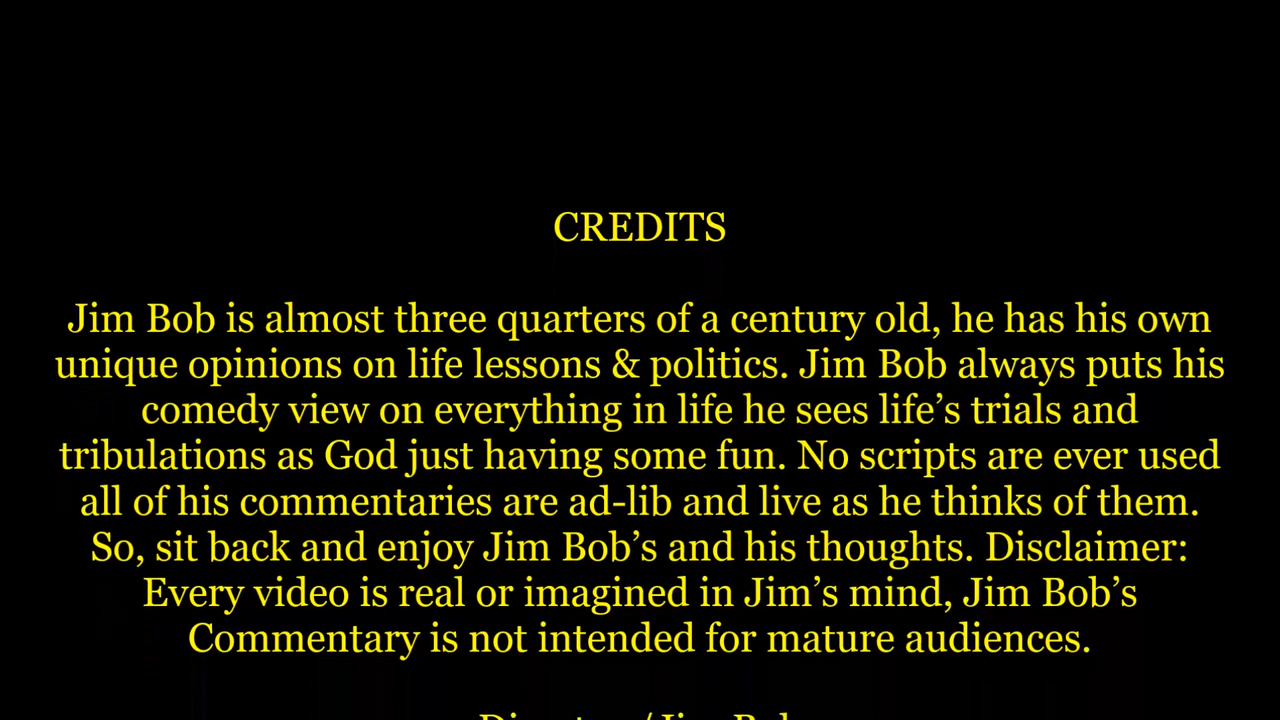 CREDITS
Jim Bob is almost three quarters of a century old, he has his own
unique opinions on life lessons & politics. Jim Bob always puts his
comedy view on everything in life he sees life’s trials and
tribulations as God just having some fun. No scripts are ever used
all of his commentaries are ad-lib and live as he thinks of them.
So, sit back and enjoy Jim Bob’s and his thoughts. Disclaimer:
Every video is real or imagined in Jim’s mind, Jim Bob’s
Commentary is not intended for mature audiences.